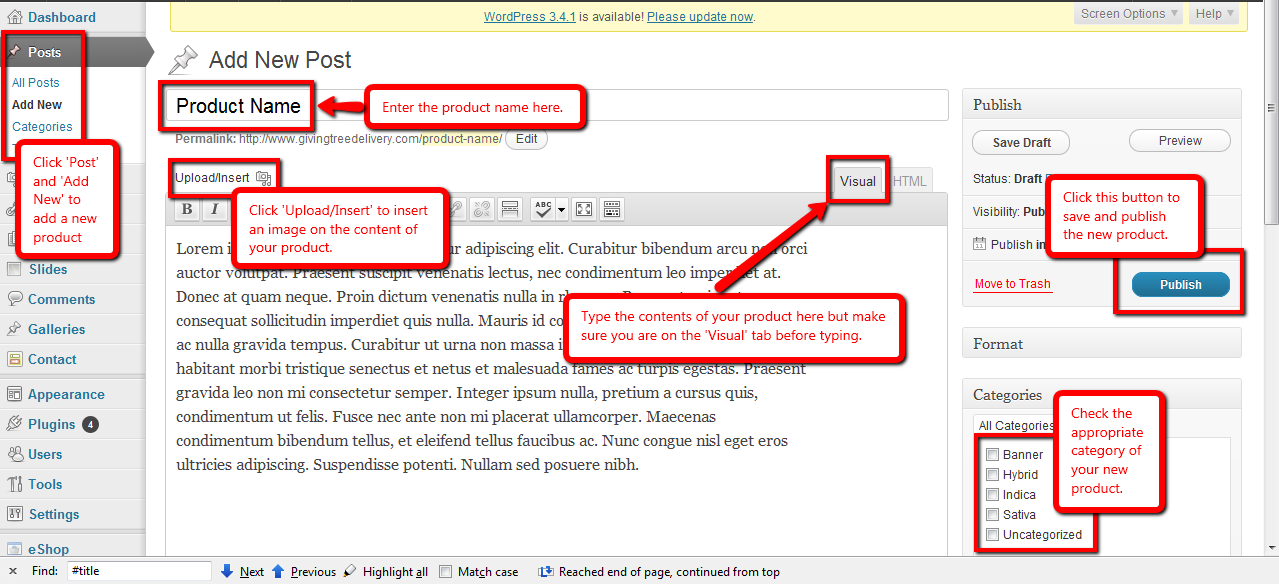 Dashboard
Posts
All Posts
Add New
Categories
Click 'Post'
and 'Add
New' to
add a new
product
Slides
Comments
Galleries
Contact
Appearance
Plugins 4
Users
Tools
Settings
eShop
WordPress 3.4.1 is available! Please update now.
Screen Options
Help
Add New Post
Product Name
Enter the product name here.
Permalink: http://www.givingtreedelivery.com/product-name/ Edit
Upload/Insert
Visual HTML
B I ABC
Click 'Upload/Insert' to insert
an image on the content of
your product.
Lorem adipiscing elit. Curabitur bibendum arcu non orci
auctor volutpat. Praesent suscipit venenatis lectus, nec condimentum leo imperdiet at.
Donec at quam neque. Proin dictum venenatis nulla in
consequat sollicitudin imperdiet quis nulla. Mauris id
ac nulla gravida tempus. Curabitur ut urna non massa
habitant morbi tristique senectus et netus et malesuada fames ac turpis egestas. Praesent
gravida leo non mi consectetur semper. Integer ipsum nulla, pretium a cursus quis,
condimentum ut felis. Fusce nec ante non mi placerat ullamcorper. Maecenas
condimentum bibendum tellus, et eleifend tellus faucibus ac. Nunc congue nisl eget eros
ultricies adipiscing. Suspendisse potenti. Nullam sed posuere nibh.
Type the contents of your product here but make
sure you are on the 'Visual' tab before typing.
Publish
Save Draft Preview
Status: Draft
Visibility:
Publish
Click this button to
save and publish
the new product.
Move to Trash Publish
Format
Categories
All Categories
Banner
Hybrid
Indica
Sativa
Uncategorized
Check the
appropriate
category of
your new
product.
x Find: #title Next Previous Highlight all Match case Reached end of page, continued from top